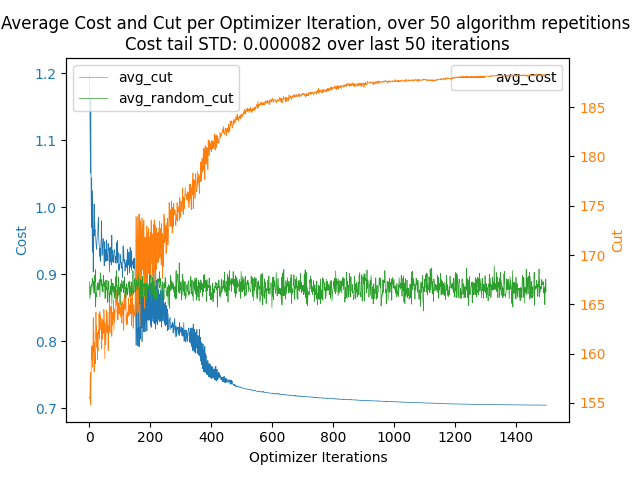 Average Cost and Cut per Optimizer Iteration, over 50 algorithm repetitions
Cost tail STD: 0.000082 over last 50 iterations
avg_cut
avg_random_cut
avg_cost
1.2
1.1
1.0
0.9
0.8
0.7
Cost
185
180
175
170
165
160
155
Cut
0 200 400 600 800 1000 1200 1400
Optimizer Iterations